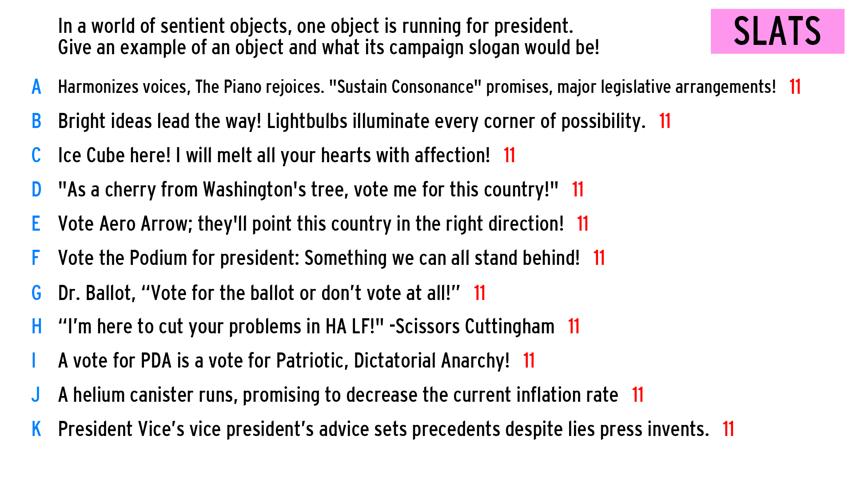 In a world of sentient objects, one object is running for president.
Give an example of an object and what its campaign slogan would be!
SLATS
A Harmonizes voices, The Piano rejoices. "Sustain Consonance" promises, major legislative arrangements! 11
B Bright ideas lead the way! Lightbulbs illuminate every corner of possibility. 11
C Ice Cube here! I will melt all your hearts with affection! 11
D "As a cherry from Washington's tree, vote me for this country!" 11
E Vote Aero Arrow; they'll point this country in the right direction! 11
F Vote the Podium for president: Something we can all stand behind! 11
G Dr. Ballot, “Vote for the ballot or don’t vote at all!” 11
H “I’m here to cut your problems in HA LF!" -Scissors Cuttingham 11
I A vote for PDA is a vote for Patriotic, Dictatorial Anarchy! 11
J A helium canister runs, promising to decrease the current inflation rate 11
K President Vice’s vice president’s advice sets precedents despite lies press invents. 11